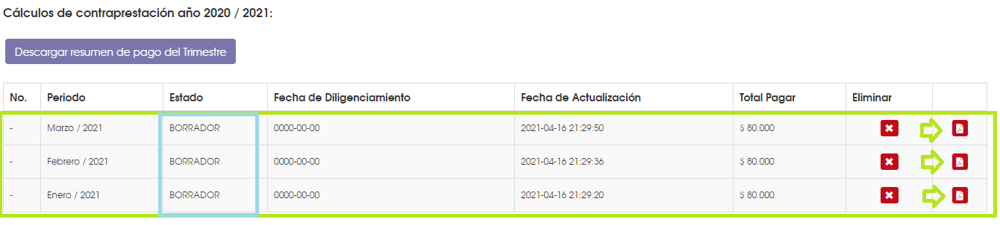 Cálculos de contraprestación año 2020 / 2021:
Descargar resumen de pago del Trimestre
No. Periodo Estado Fecha de Diligenciamiento Fecha de Actualización Total Pagar Eliminar
- Marzo / 2021 BORRADOR 0000-00-00 2021-04-16 21:29:50 $ 80.000
- Febrero / 2021 BORRADOR 0000-00-00 2021-04-16 21:29:36 $ 80.000
- Enero / 2021 BORRADOR 0000-00-00 2021-04-16 21:29:20 $ 80.000